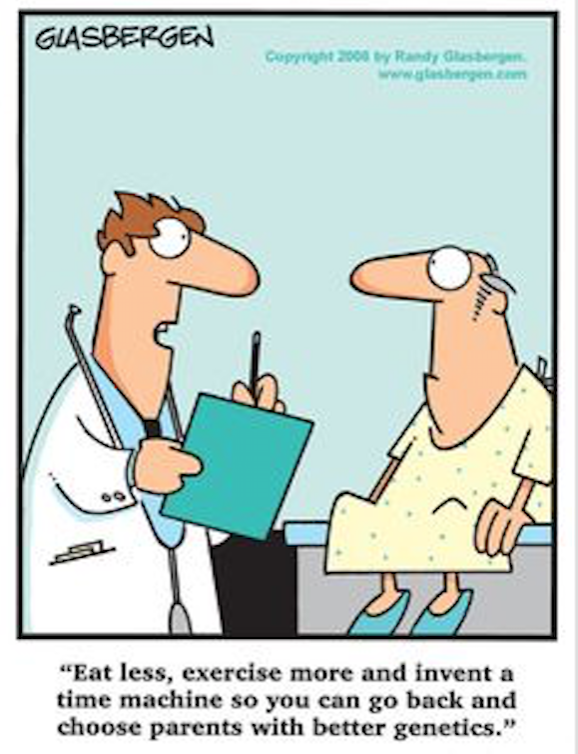 GLASBERGEN
Copyright 2008 by Randy Glasbergen.
www.glasbergen.com
“Eat less, exercise more and invent a
time machine so you can go back and
choose parents with better genetics.”